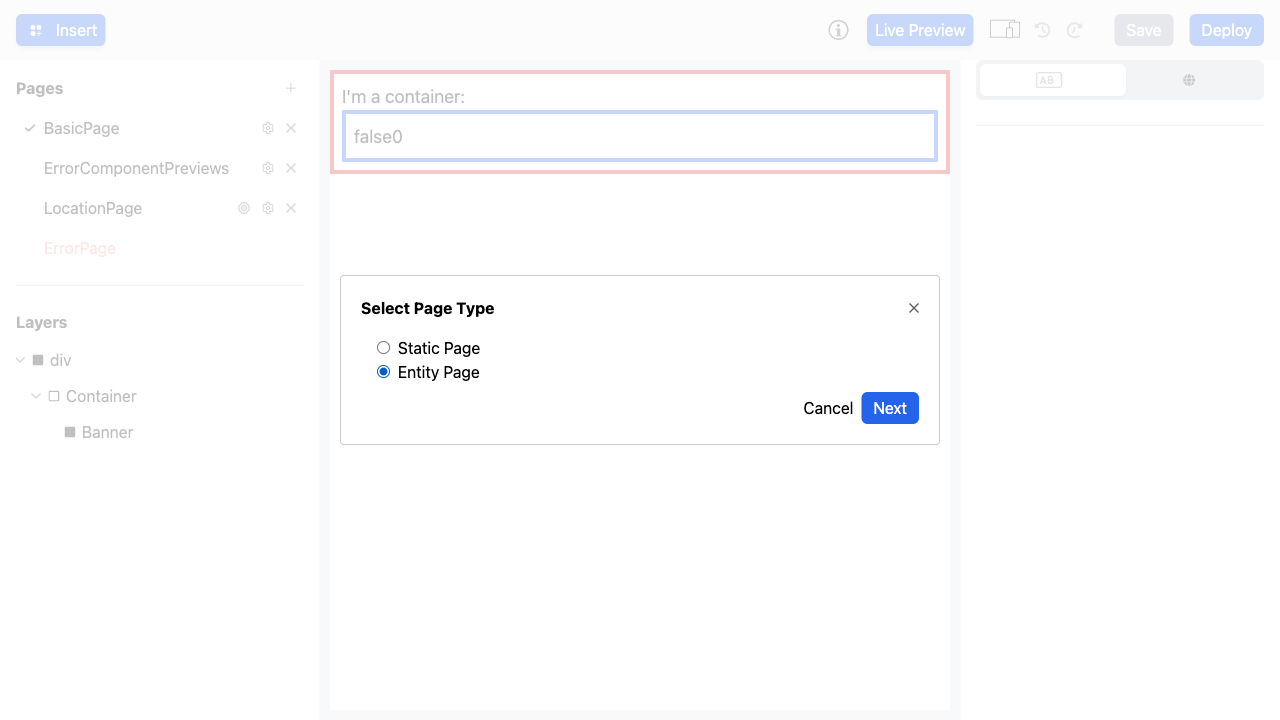 Insert
Live Preview
Save
Deploy
Pages
BasicPage
ErrorComponentPreviews
LocationPage
ErrorPage
Layers
div
Container
Banner
I'm a container:
false0
AB
Select Page Type
Static Page
Entity Page
Cancel
Next